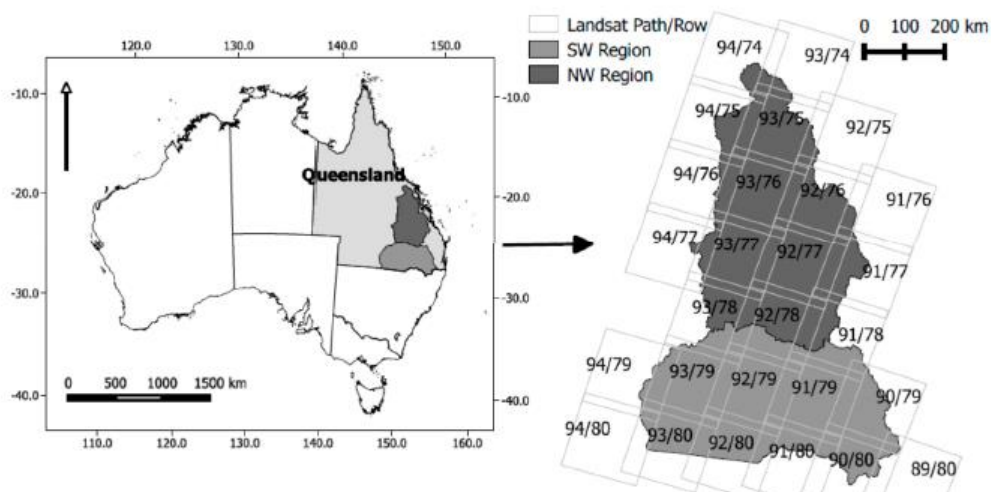 120.0 130.0 140.0 150.0
-10.0
-20.0
-30.0
-40.0
Queensland
-10.0
-20.0
-30.0
-40.0
0 500 1000 1500 km
110.0 120.0 130.0 140.0 150.0 160.0
Landsat Path/Row
SW Region
NW Region
0 100 200 km
94/74 93/74
94/75 93/75 92/75
94/76 93/76 92/76 91/76
94/77 93/77 92/77 91/77
93/78 92/78 91/78
94/79 93/79 92/79 91/79 90/79
94/80 93/80 92/80 91/80 90/80 89/80